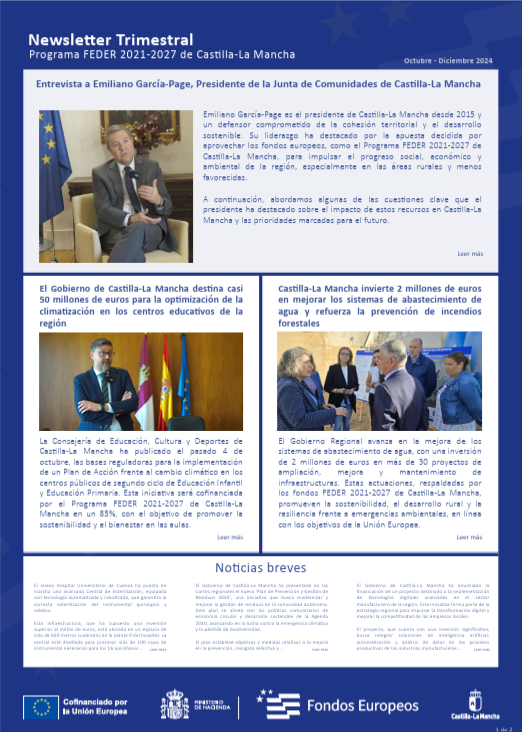 Newsletter Trimestral
Programa FEDER 2021-2027 de Castilla-La Mancha
Octubre - Diciembre 2024
Entrevista a Emiliano García-Page, Presidente de la Junta de Comunidades de Castilla-La Mancha
Emiliano García-Page es el presidente de Castilla-La Mancha desde 2015 y
un defensor comprometido de la cohesión territorial y el desarrollo
sostenible. Su liderazgo ha destacado por la apuesta decidida por
aprovechar los fondos europeos, como el Programa FEDER 2021-2027 de
Castilla-La Mancha, para impulsar el progreso social, económico y
ambiental de la región, especialmente en las áreas rurales y menos
favorecidas.
A continuación, abordamos algunas de las cuestiones clave que el
presidente ha destacado sobre el impacto de estos recursos en Castilla-La
Mancha y las prioridades marcadas para el futuro.
Leer más
El Gobierno de Castilla-La Mancha destina casi
50 millones de euros para la optimización de la
climatización en los centros educativos de la
región
La Consejería de Educación, Cultura y Deportes de
Castilla-La Mancha ha publicado el pasado 4 de
octubre, las bases reguladoras para la implementación
de un Plan de Acción frente al cambio climático en los
centros públicos de segundo ciclo de Educación Infantil
y Educación Primaria. Esta iniciativa será cofinanciada
por el Programa FEDER 2021-2027 de Castilla-La
Mancha en un 85%, con el objetivo de promover la
sostenibilidad y el bienestar en las aulas.
Leer más
Castilla-La Mancha invierte 2 millones de euros
en mejorar los sistemas de abastecimiento de
agua y refuerza la prevención de incendios
forestales
El Gobierno Regional avanza en la mejora de los
sistemas de abastecimiento de agua, con una inversión
de 2 millones de euros en más de 30 proyectos de
ampliación, mejora y mantenimiento de
infraestructuras. Estas actuaciones, respaldadas por
los fondos FEDER 2021-2027 de Castilla-La Mancha,
promueven la sostenibilidad, el desarrollo rural y la
resiliencia frente a emergencias ambientales, en línea
con los objetivos de la Unión Europea.
Leer más
Noticias breves
El nuevo Hospital Universitario de Cuenca ha puesto en
marcha una avanzada Central de Esterilización, equipada
con tecnología automatizada y robotizada, que garantiza la
correcta esterilización del instrumental quirúrgico y
médico.
Esta infraestructura, que ha supuesto una inversión
superior al millón de euros, está ubicada en un espacio de
más de 600 metros cuadrados en la planta 0 del hospital. La
central está diseñada para procesar más de 100 cajas de
instrumental necesarias para los 16 quirófanos...
Leer más
El Gobierno de Castilla-La Mancha ha presentado en las
Cortes regionales el nuevo 'Plan de Prevención y Gestión de
Residuos 2030', una iniciativa que busca modernizar y
mejorar la gestión de residuos en la comunidad autónoma.
Este plan se alinea con las políticas comunitarias de
economía circular y desarrollo sostenible de la Agenda
2030, avanzando en la lucha contra la emergencia climática
y la pérdida de biodiversidad.
El plan establece objetivos y medidas relativas a la mejora
en la prevención, recogida selectiva y...
Leer más
El Gobierno de Castilla-La Mancha ha anunciado la
financiación de un proyecto destinado a la implementación
de tecnologías digitales avanzadas en el sector
manufacturero de la región. Esta iniciativa forma parte de la
estrategia regional para impulsar la transformación digital y
mejorar la competitividad de las empresas locales.
El proyecto, que cuenta con una inversión significativa,
busca integrar soluciones de inteligencia artificial,
automatización y análisis de datos en los procesos
productivos de las industrias manufactureras...
Leer más
Cofinanciado por
la Unión Europea
MINISTERIO
DE HACIENDA
Fondos Europeos
Castilla-La Mancha
1 de 2